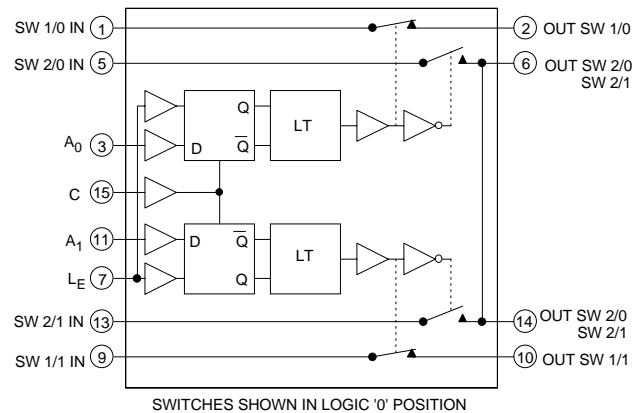 SW 1/0 IN 1 2 OUT SW 1/0
SW 2/0 IN 5 6 OUT SW 2/0
SW 2/1
Q
LT
A0 3 D Q̅
C 15
A1 11 D Q̅
LT
LE 7 Q
SW 2/1 IN 13 14 OUT SW 2/0
SW 2/1
SW 1/1 IN 9 10 OUT SW 1/1
SWITCHES SHOWN IN LOGIC '0' POSITION